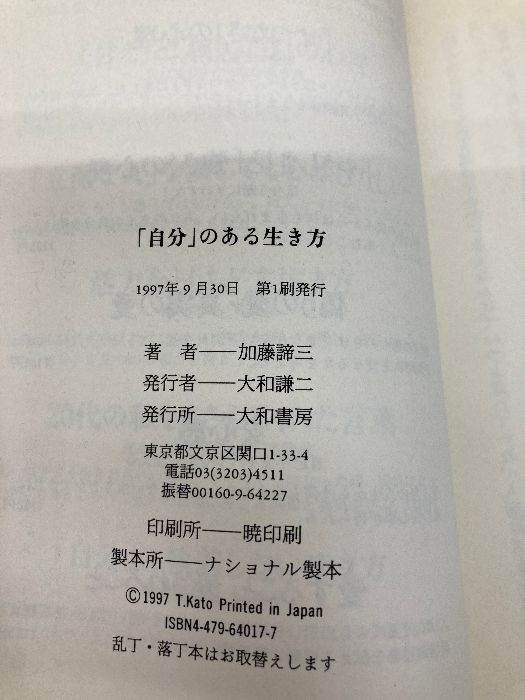 「自分」のある生き方
1997年9月30日　第1刷発行
著　者――加藤諦三
発行者――大和謙二
発行所――大和書房
東京都文京区関口1-33-4
電話03(3203)4511
振替00160-9-64227
印刷所――暁印刷
製本所――ナショナル製本
©1997 T.Kato Printed in Japan
ISBN4-479-64017-7
乱丁・落丁本はお取替えします